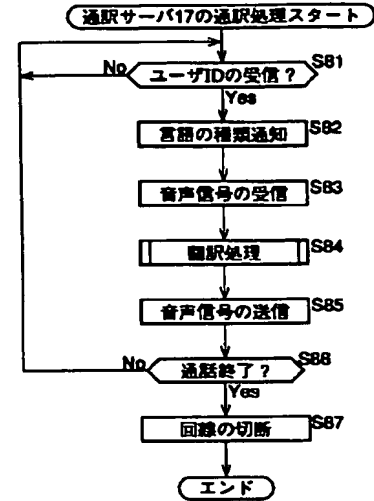 通訳サーバ17の通訳処理スタート
S81
No
ユーザIDの受信？
Yes
言語の種類通知
S82
音声信号の受信
S83
翻訳処理
S84
音声信号の送信
S85
No
通話終了？
S86
Yes
回線の切断
S87
エンド